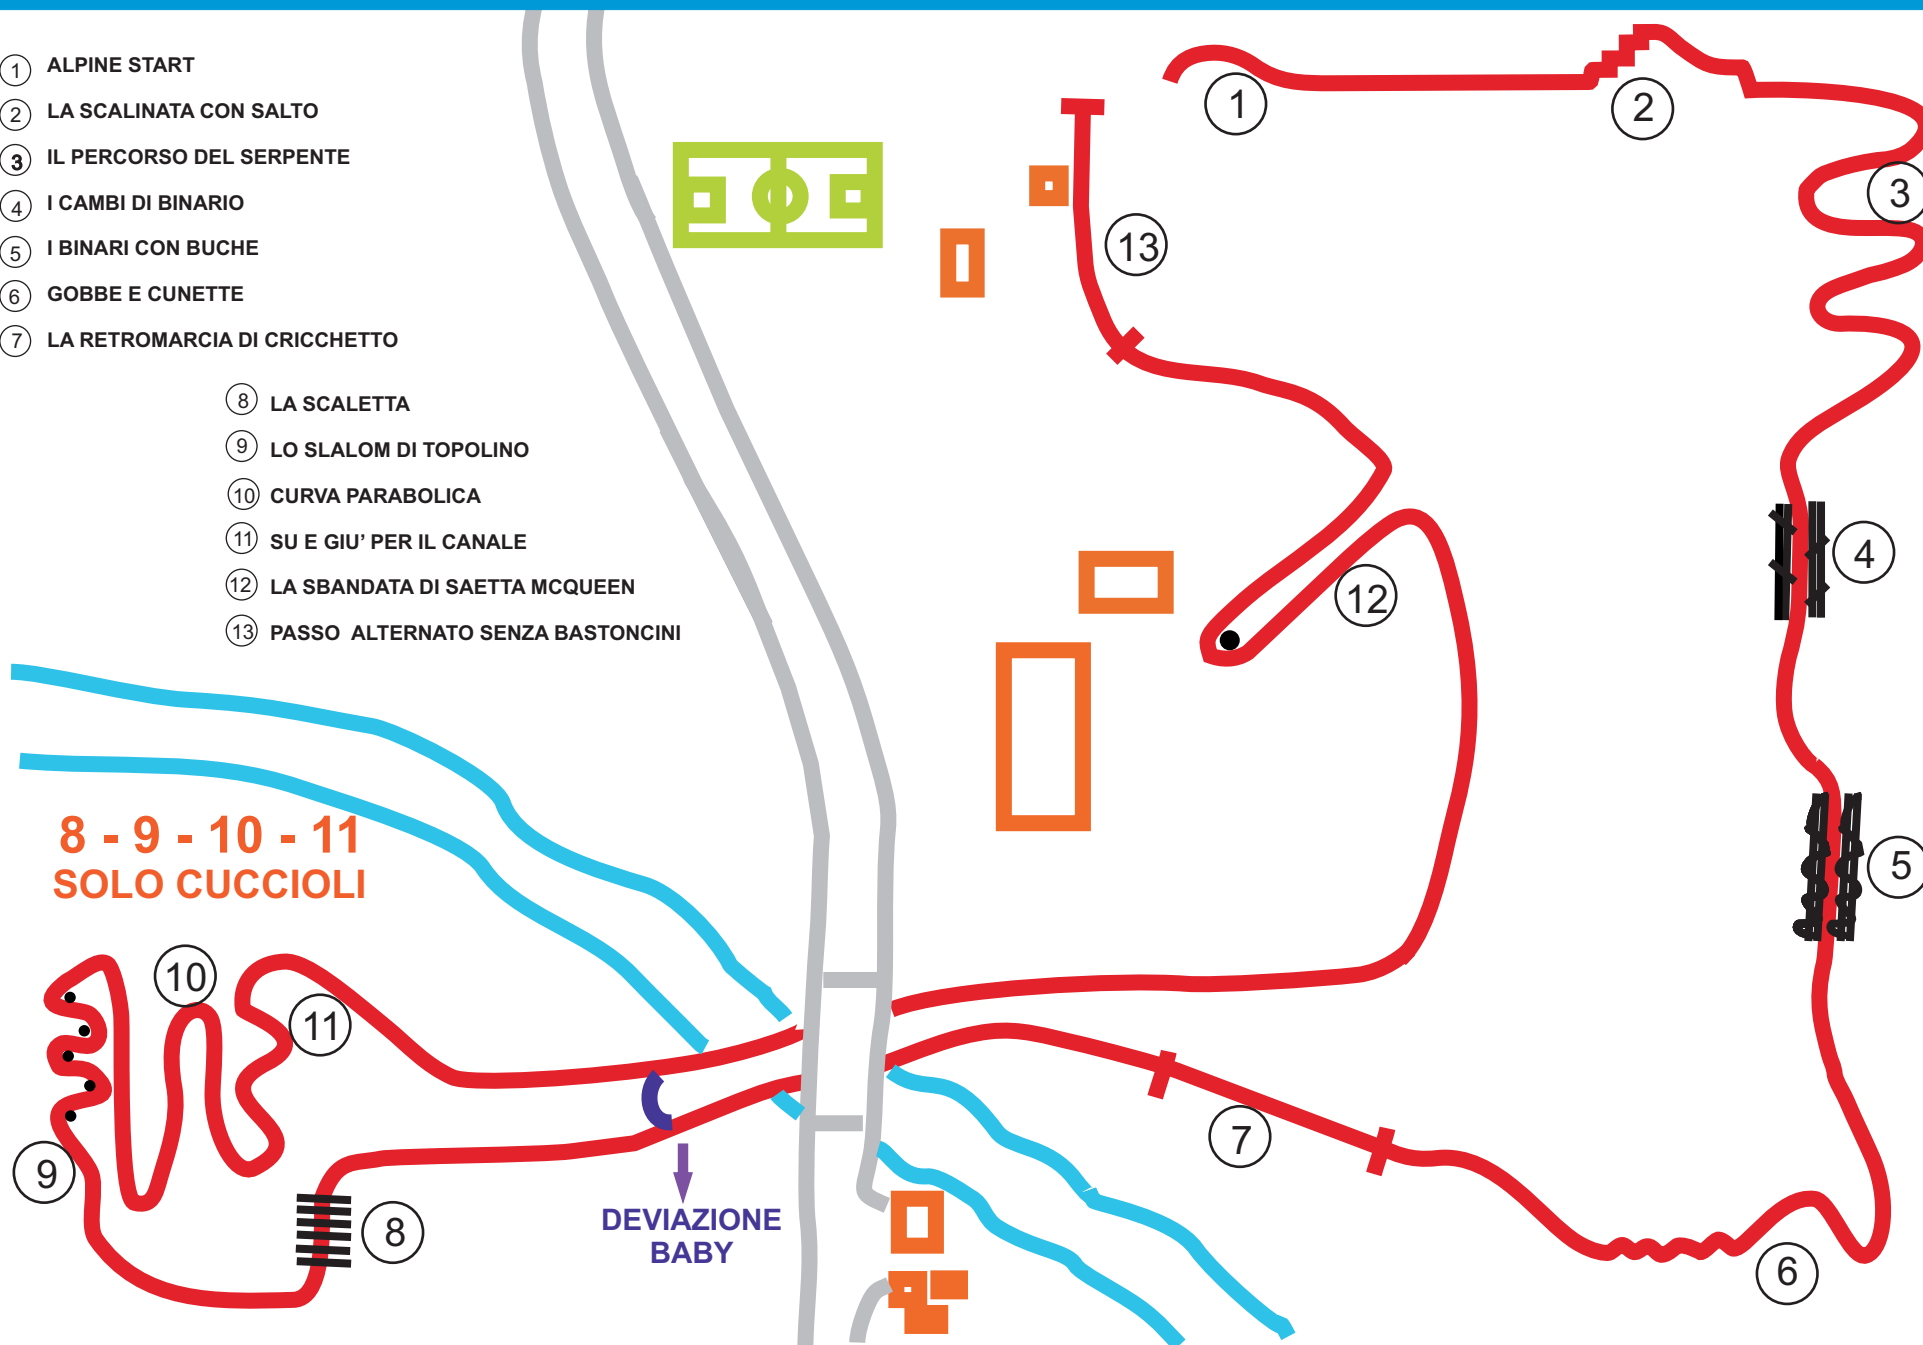 1 ALPINE START
2 LA SCALINATA CON SALTO
3 IL PERCORSO DEL SERPENTE
4 I CAMBI DI BINARIO
5 I BINARI CON BUCHE
6 GOBBE E CUNETTE
7 LA RETROMARCIA DI CRICCHETTO
8 LA SCALETTA
9 LO SLALOM DI TOPOLINO
10 CURVA PARABOLICA
11 SU E GIU' PER IL CANALE
12 LA SBANDATA DI SAETTA MCQUEEN
13 PASSO ALTERNATO SENZA BASTONCINI
1
2
3
13
4
12
8 - 9 - 10 - 11
SOLO CUCCIOLI
5
10
11
7
9
8
DEVIAZIONE
BABY
6